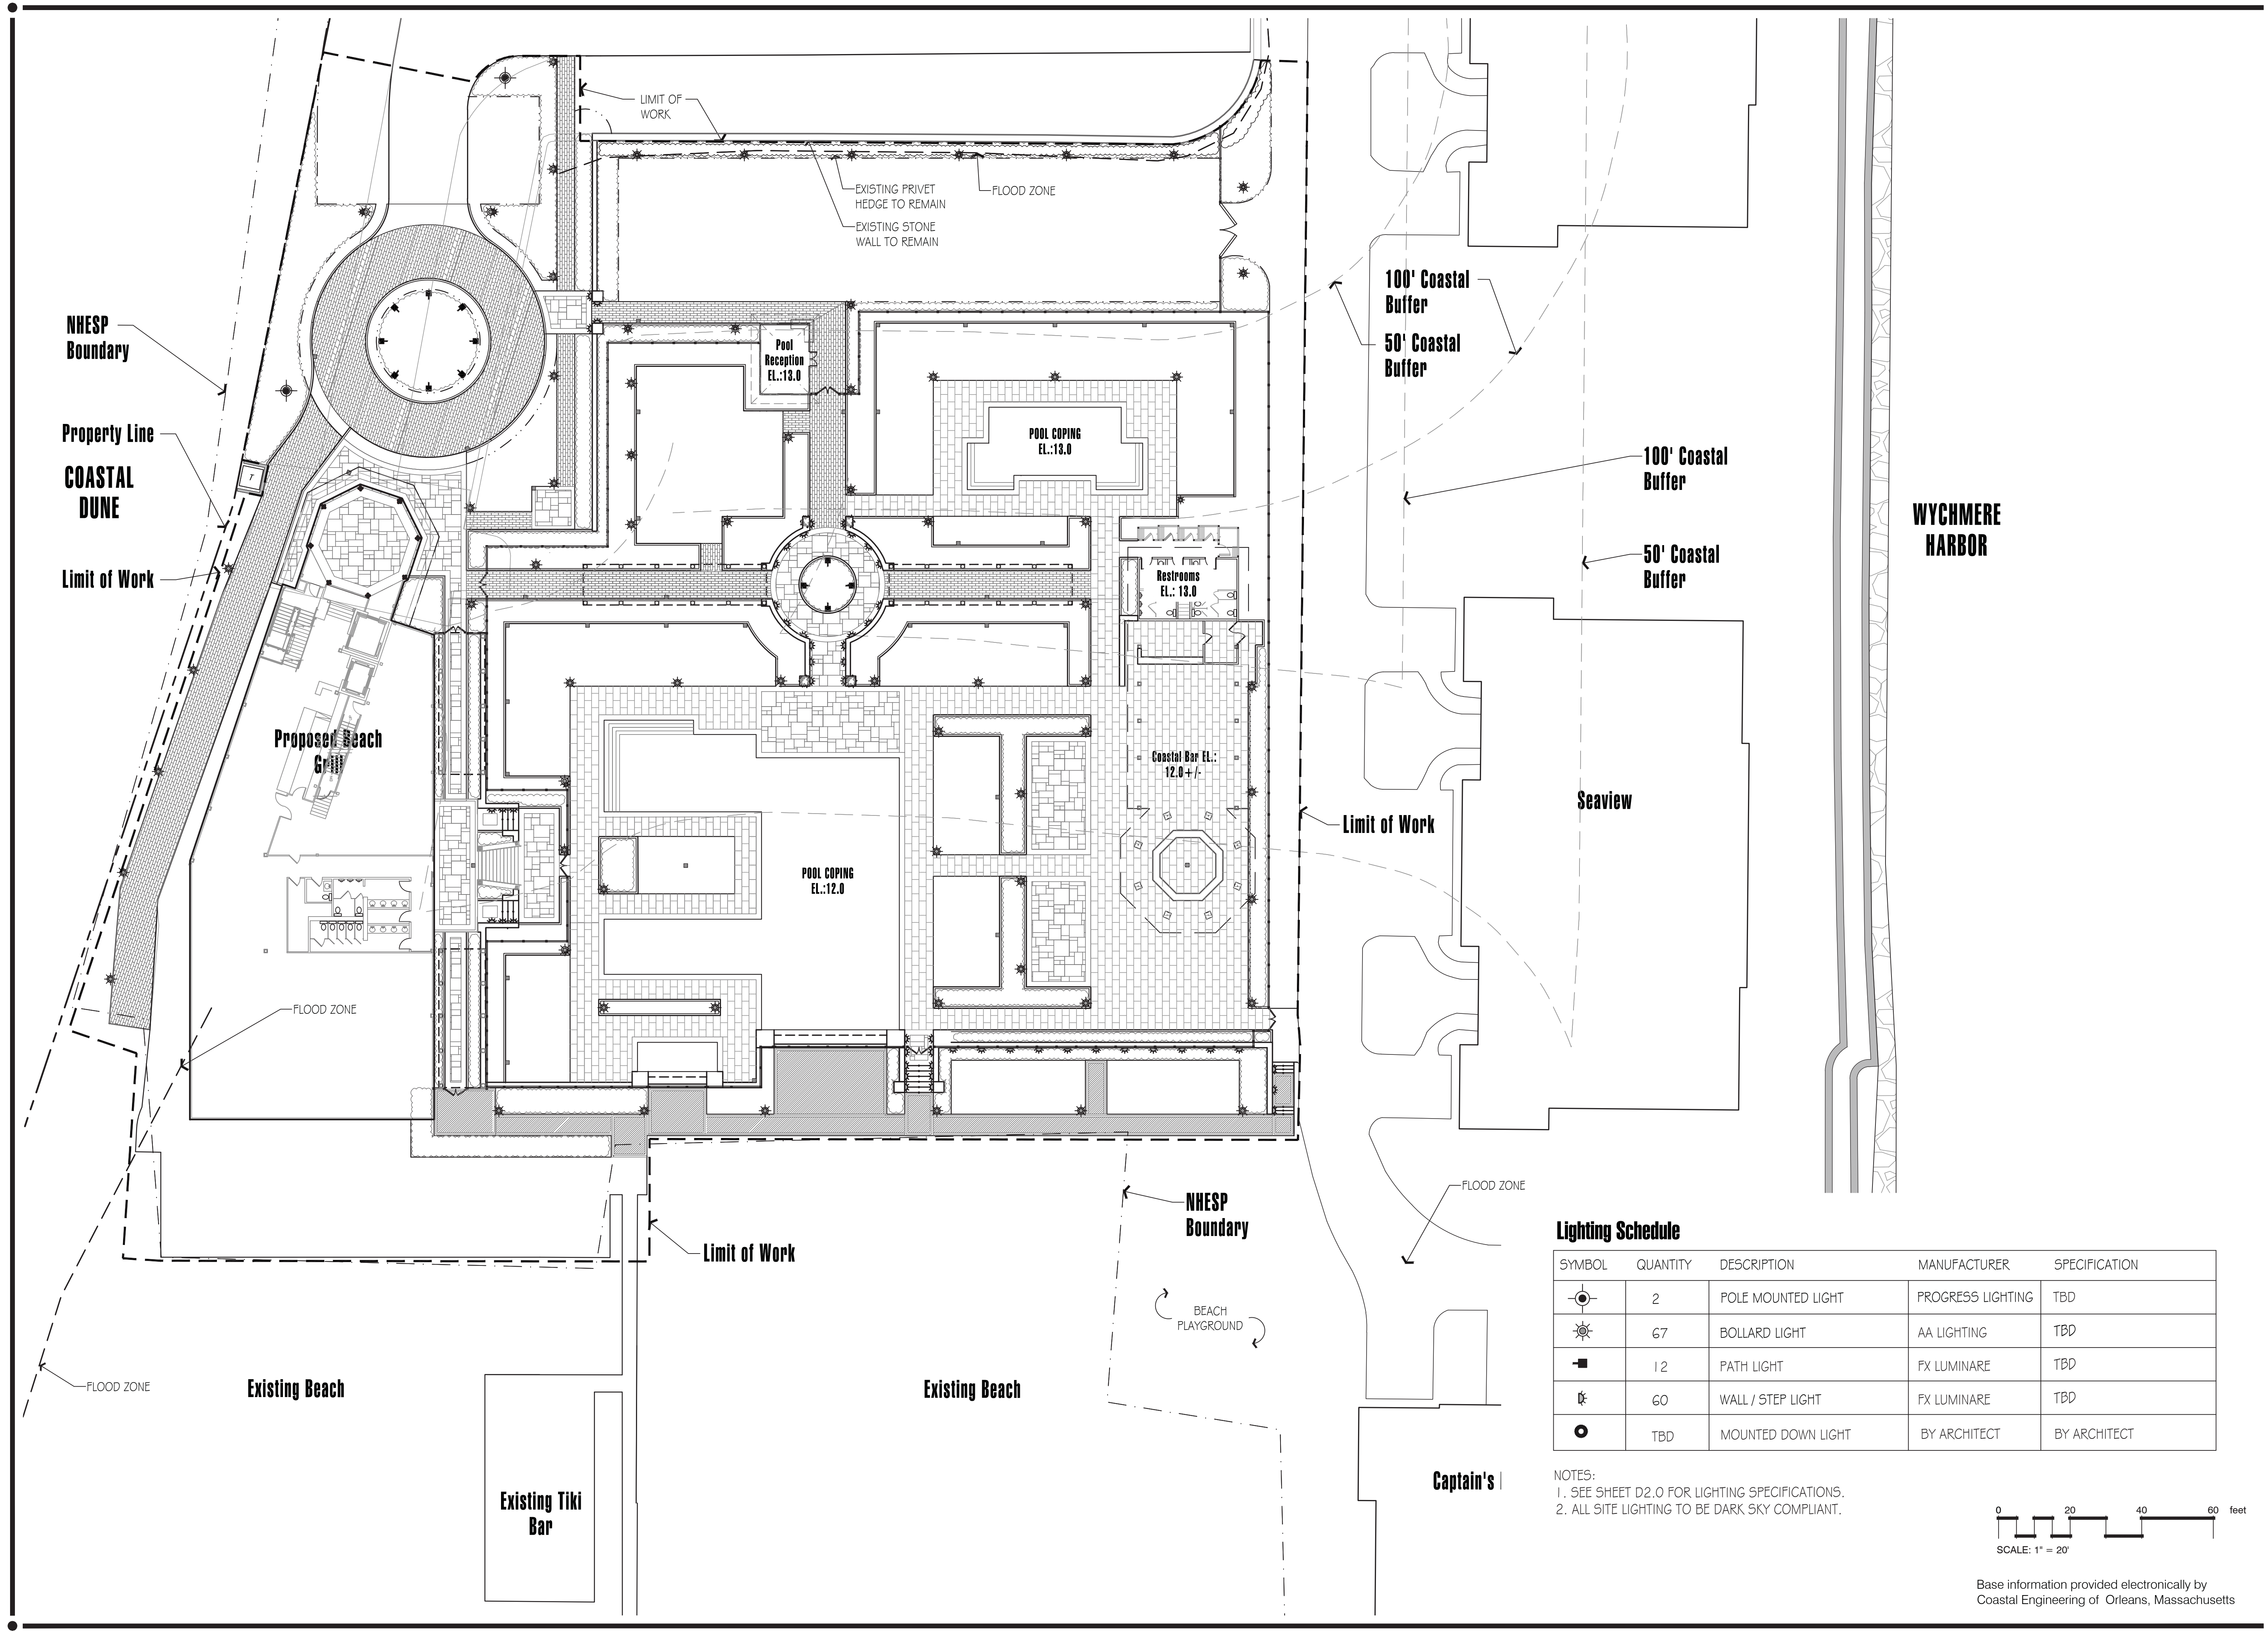 LIMIT OF
WORK
EXISTING PRIVET
HEDGE TO REMAIN
FLOOD ZONE
EXISTING STONE
WALL TO REMAIN
100' Coastal
Buffer
50' Coastal
Buffer
NHESP
Boundary
Pool
Reception
EL.:13.0
Property Line
COASTAL
DUNE
POOL COPING
EL.:13.0
100' Coastal
Buffer
T
WYCHMERE
HARBOR
50' Coastal
Buffer
Limit of Work
Restrooms
EL.: 13.0
Proposed Beach
Grill
Coastal Bar EL.:
12.0+/-
Seaview
Limit of Work
POOL COPING
EL.:12.0
FLOOD ZONE
NHESP
Boundary
FLOOD ZONE
Limit of Work
BEACH
PLAYGROUND
FLOOD ZONE
Existing Beach
Existing Beach
Existing Tiki
Bar
Captain's
Lighting Schedule
SYMBOL QUANTITY DESCRIPTION MANUFACTURER SPECIFICATION
2 POLE MOUNTED LIGHT PROGRESS LIGHTING TBD
67 BOLLARD LIGHT AA LIGHTING TBD
12 PATH LIGHT FX LUMINARE TBD
60 WALL / STEP LIGHT FX LUMINARE TBD
TBD MOUNTED DOWN LIGHT BY ARCHITECT BY ARCHITECT
NOTES:
1. SEE SHEET D2.0 FOR LIGHTING SPECIFICATIONS.
2. ALL SITE LIGHTING TO BE DARK SKY COMPLIANT.
0 20 40 60 feet
SCALE: 1" = 20'
Base information provided electronically by
Coastal Engineering of Orleans, Massachusetts